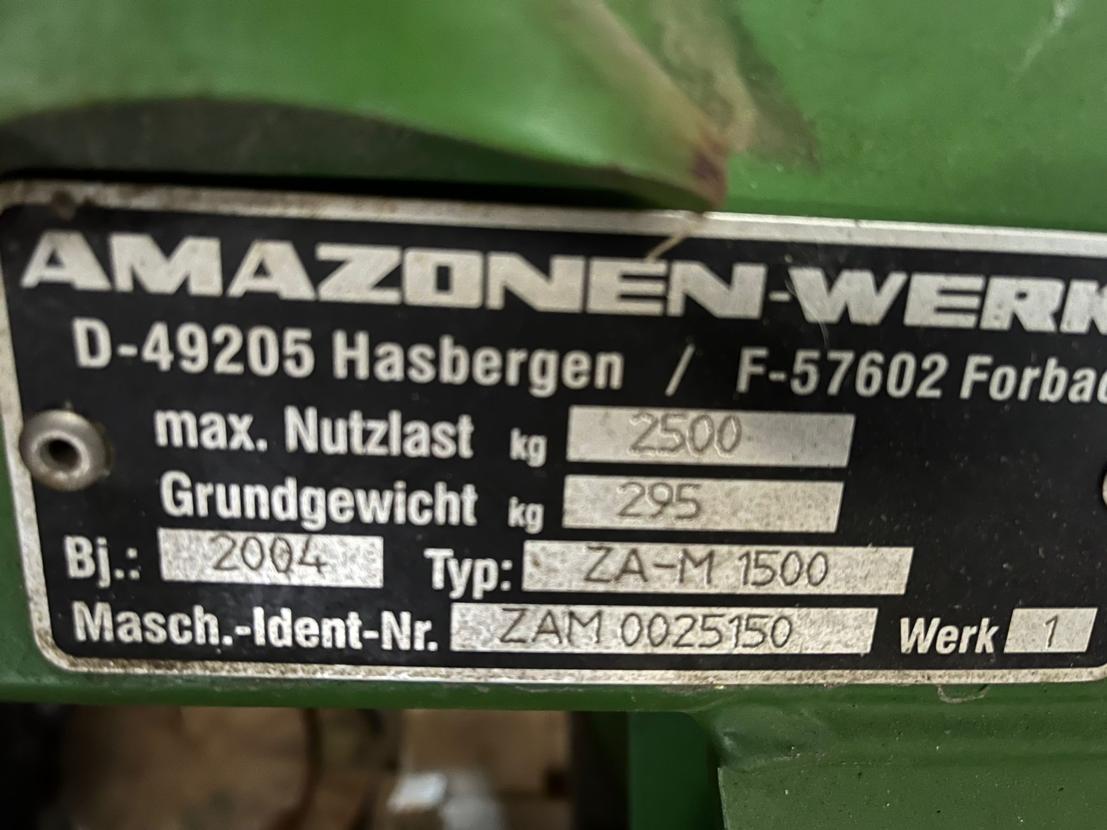 AMAZONEN-WERK
D-49205 Hasbergen / F-57602 Forbac
max. Nutzlast kg 2500
Grundgewicht kg 295
Bj.: 2004 Typ: ZA-M 1500
Masch.-Ident-Nr. ZAM 0025150 Werk 1